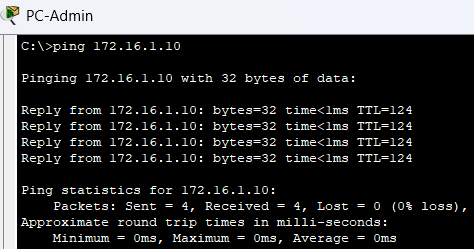 PC-Admin
C:\>ping 172.16.1.10
Pinging 172.16.1.10 with 32 bytes of data:
Reply from 172.16.1.10: bytes=32 time<1ms TTL=124
Reply from 172.16.1.10: bytes=32 time<1ms TTL=124
Reply from 172.16.1.10: bytes=32 time<1ms TTL=124
Reply from 172.16.1.10: bytes=32 time<1ms TTL=124
Ping statistics for 172.16.1.10:
    Packets: Sent = 4, Received = 4, Lost = 0 (0% loss),
Approximate round trip times in milli-seconds:
    Minimum = 0ms, Maximum = 0ms, Average = 0ms